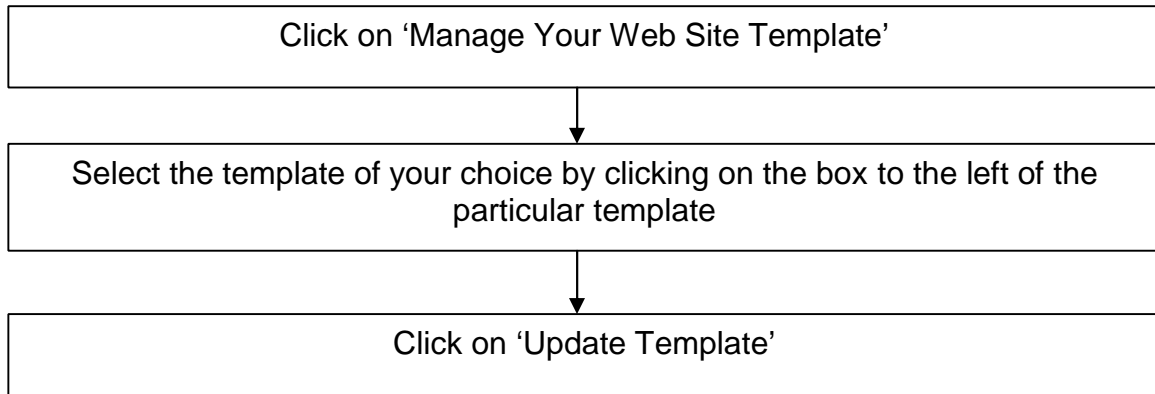 Click on ‘Manage Your Web Site Template’
Select the template of your choice by clicking on the box to the left of the
particular template
Click on ‘Update Template’